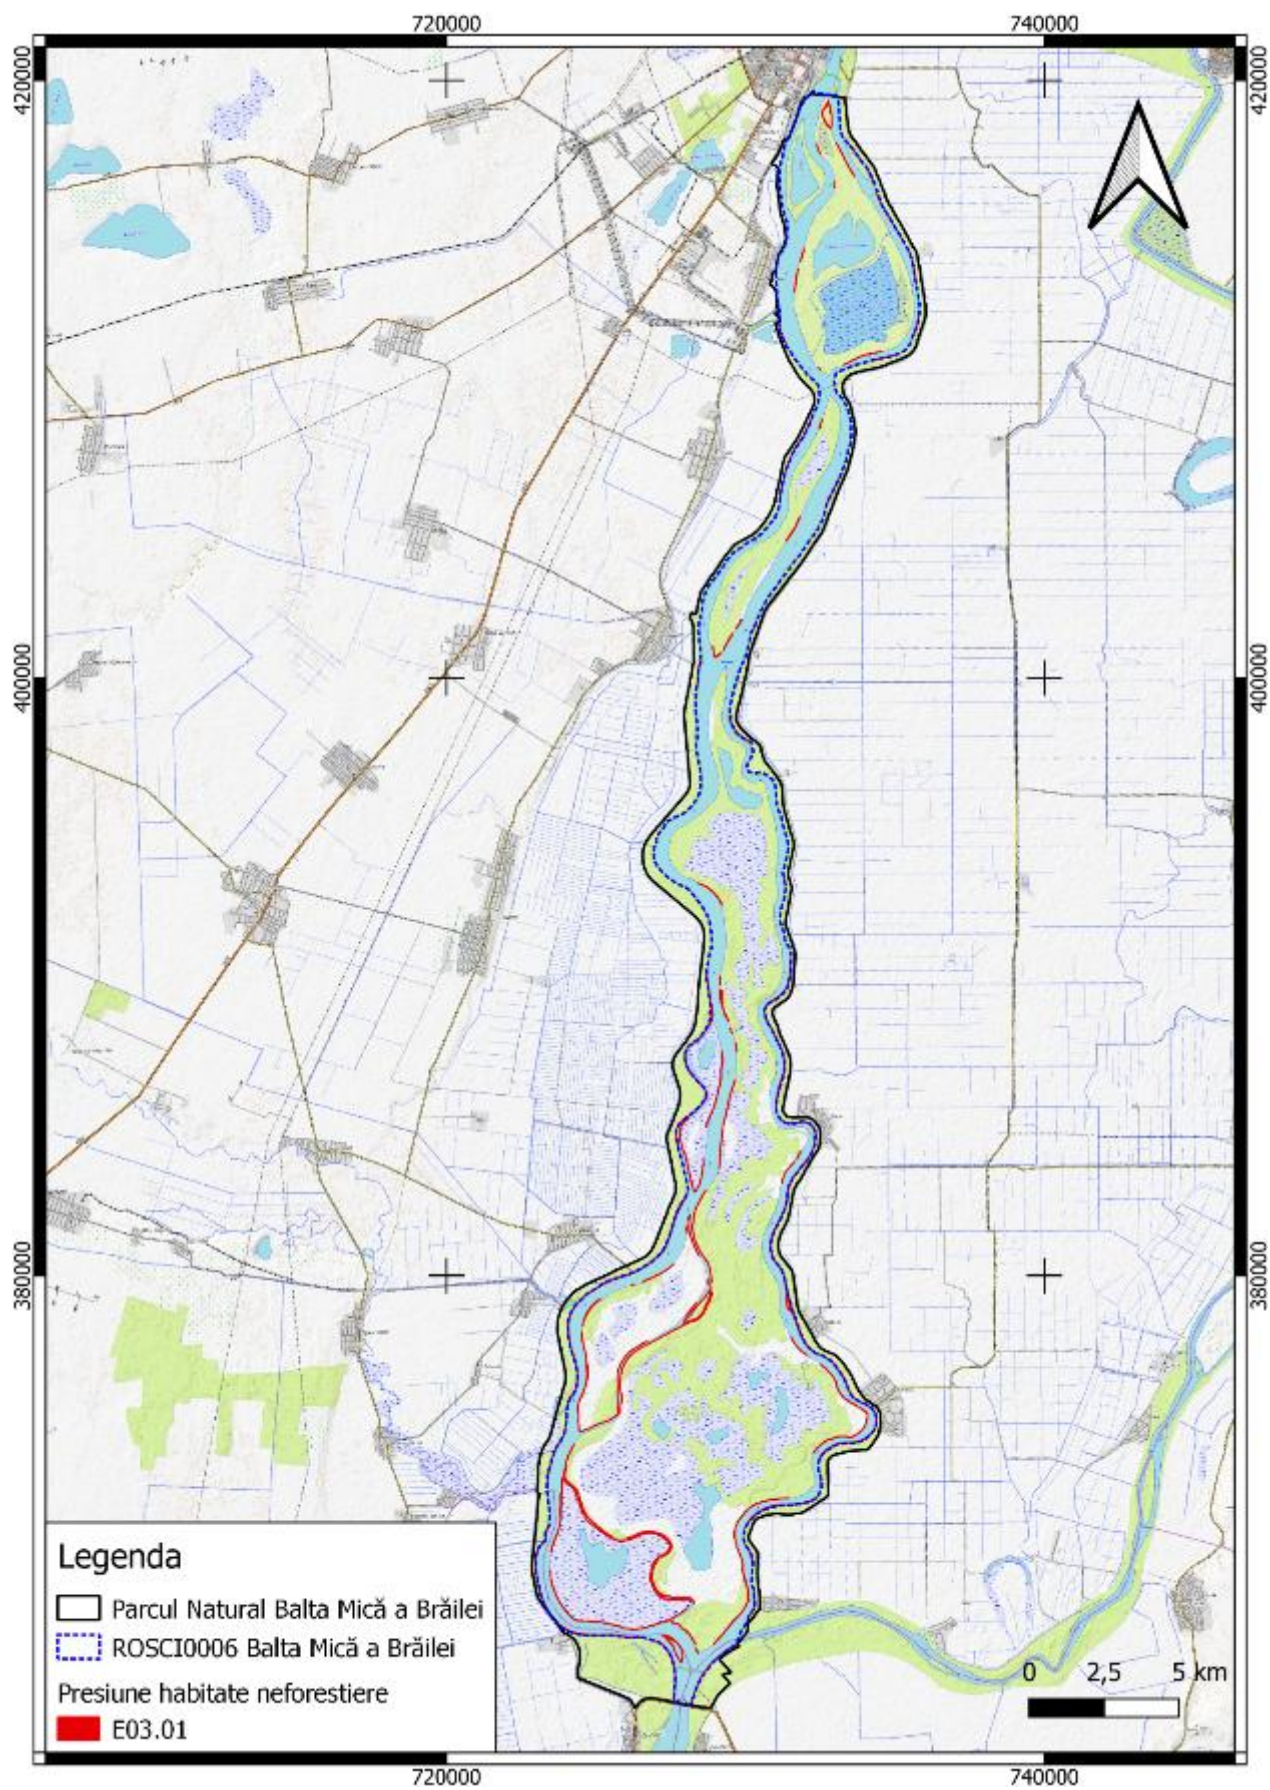 720000
740000
420000
420000
400000
400000
380000
380000
Legenda
Parcul Natural Balta Mică a Brăilei
ROSCI0006 Balta Mică a Brăilei
Presiune habitate neforestiere
E03.01
0 2,5 5 km
720000
740000